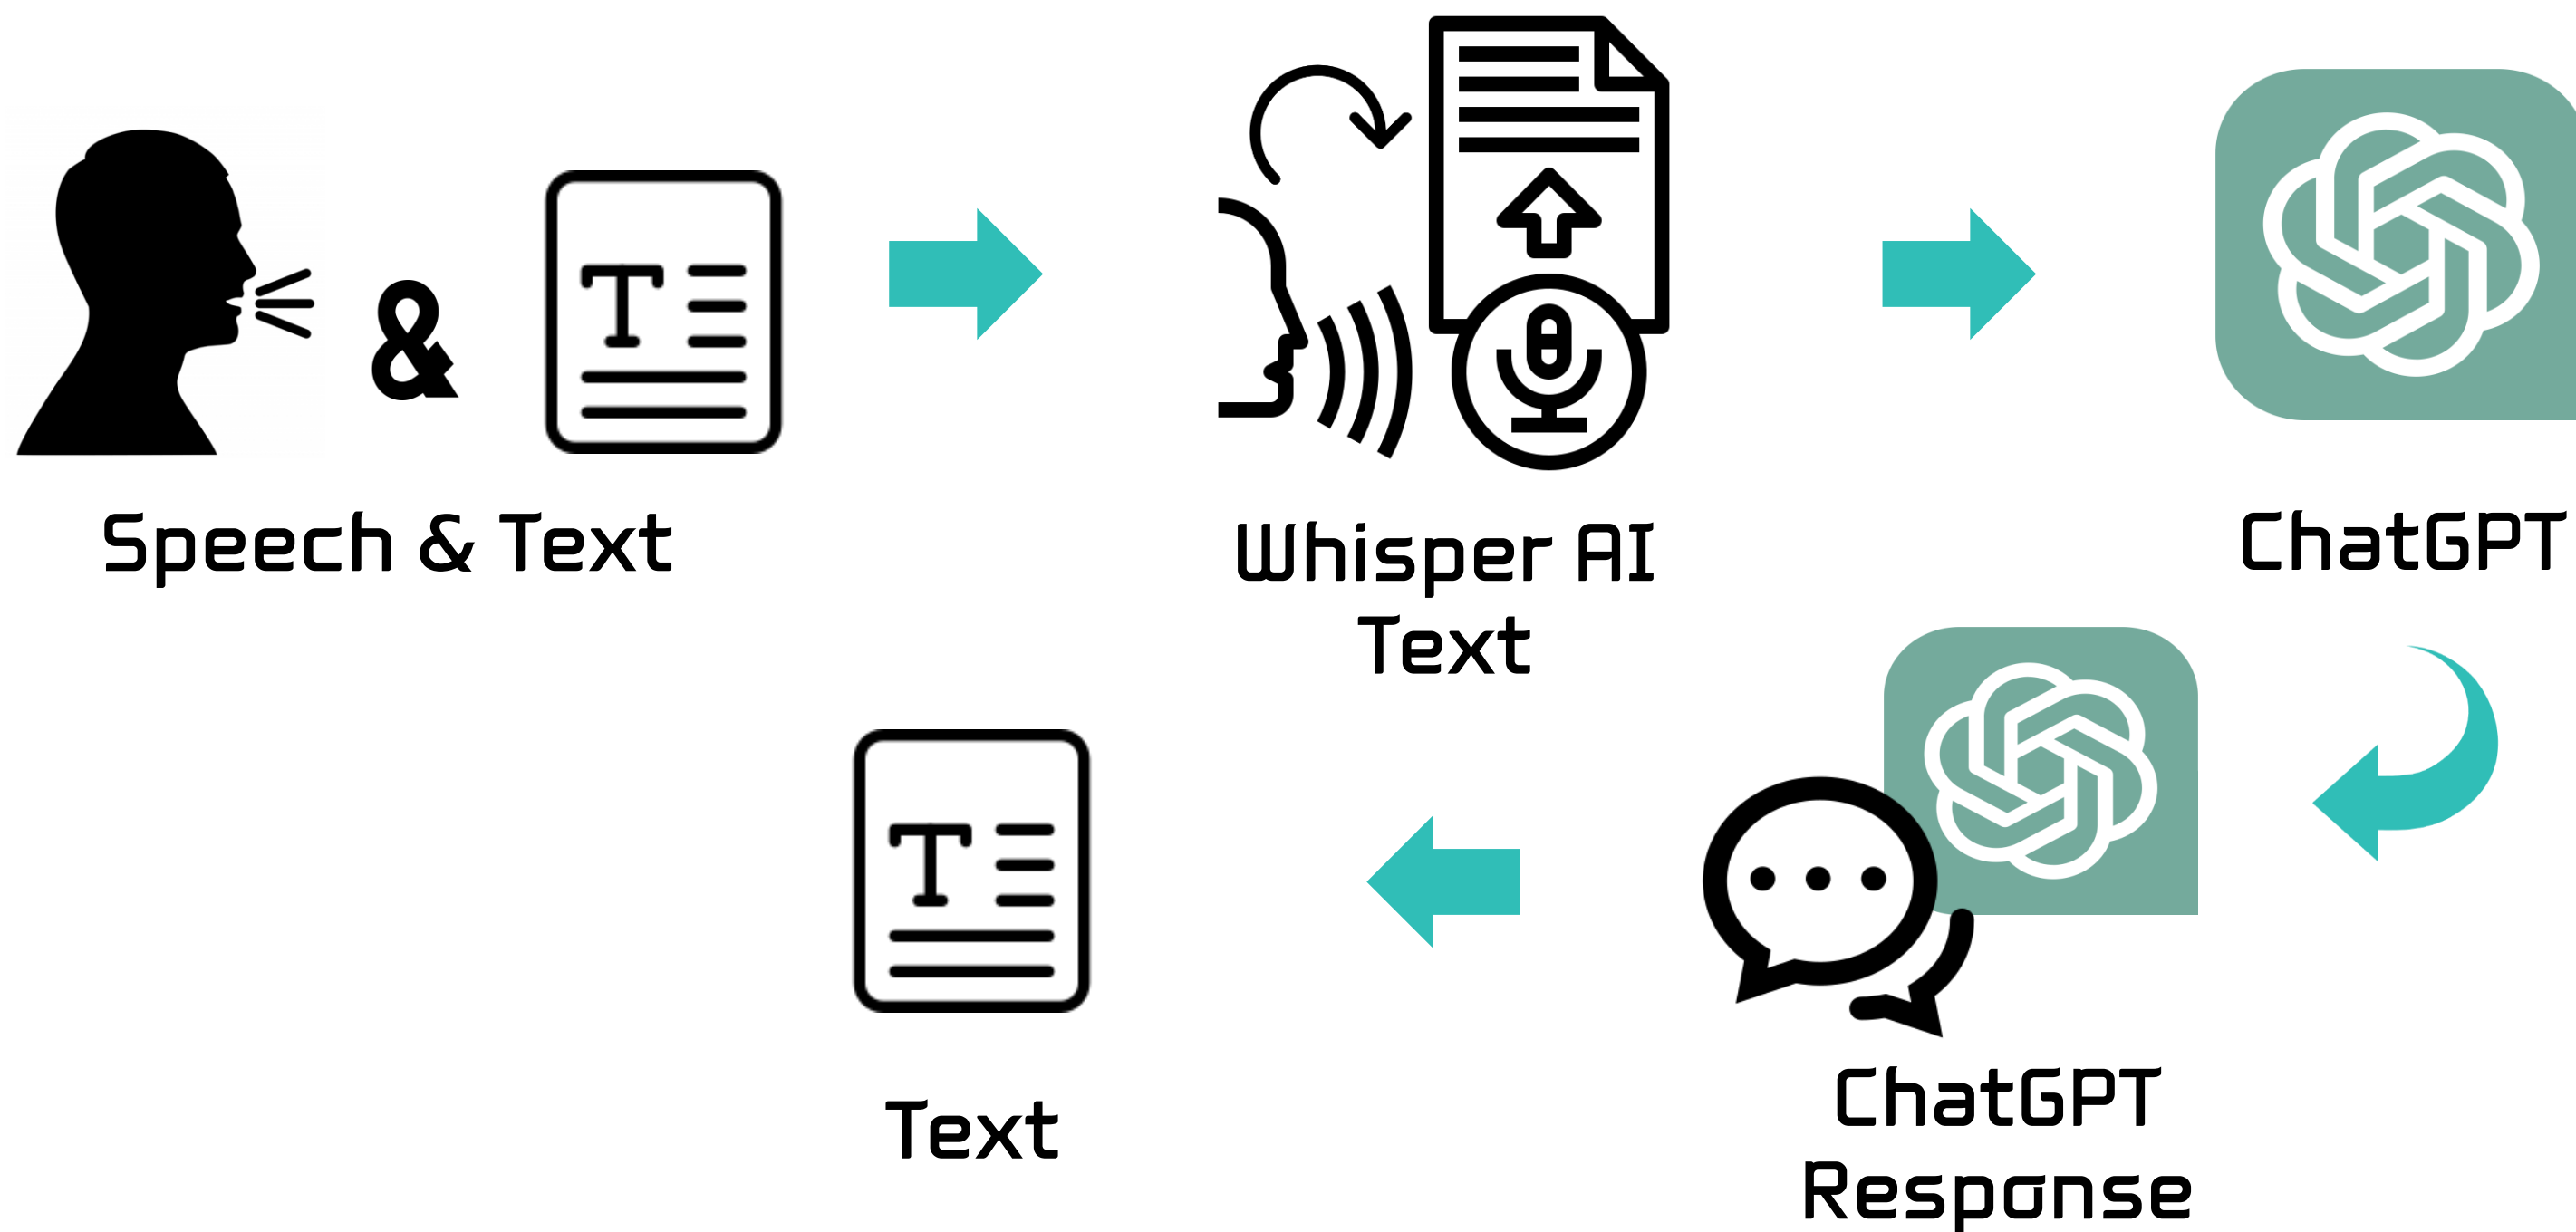 &
Speech & Text
Whisper AI
Text
ChatGPT
Text
ChatGPT
Response